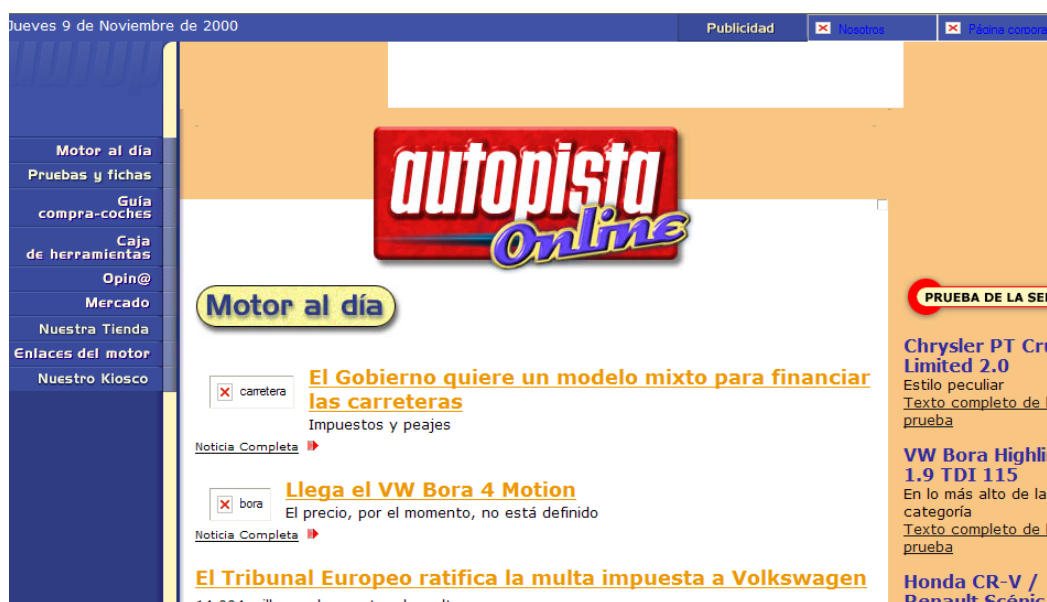 Jueves 9 de Noviembre de 2000
Publicidad
Nosotros
Página corpora
Motor al día
Pruebas y fichas
Guía
compra-coches
Caja
de herramientas
Opin@
Mercado
Nuestra Tienda
Enlaces del motor
Nuestro Kiosco
autopista
Online
Motor al día
carretera
El Gobierno quiere un modelo mixto para financiar
las carreteras
Impuestos y peajes
Noticia Completa
bora
Llega el VW Bora 4 Motion
El precio, por el momento, no está definido
Noticia Completa
El Tribunal Europeo ratifica la multa impuesta a Volkswagen
PRUEBA DE LA SE
Chrysler PT Cru
Limited 2.0
Estilo peculiar
Texto completo de l
prueba
VW Bora Highli
1.9 TDI 115
En lo más alto de la
categoría
Texto completo de l
prueba
Honda CR-V /
Renault Scénic